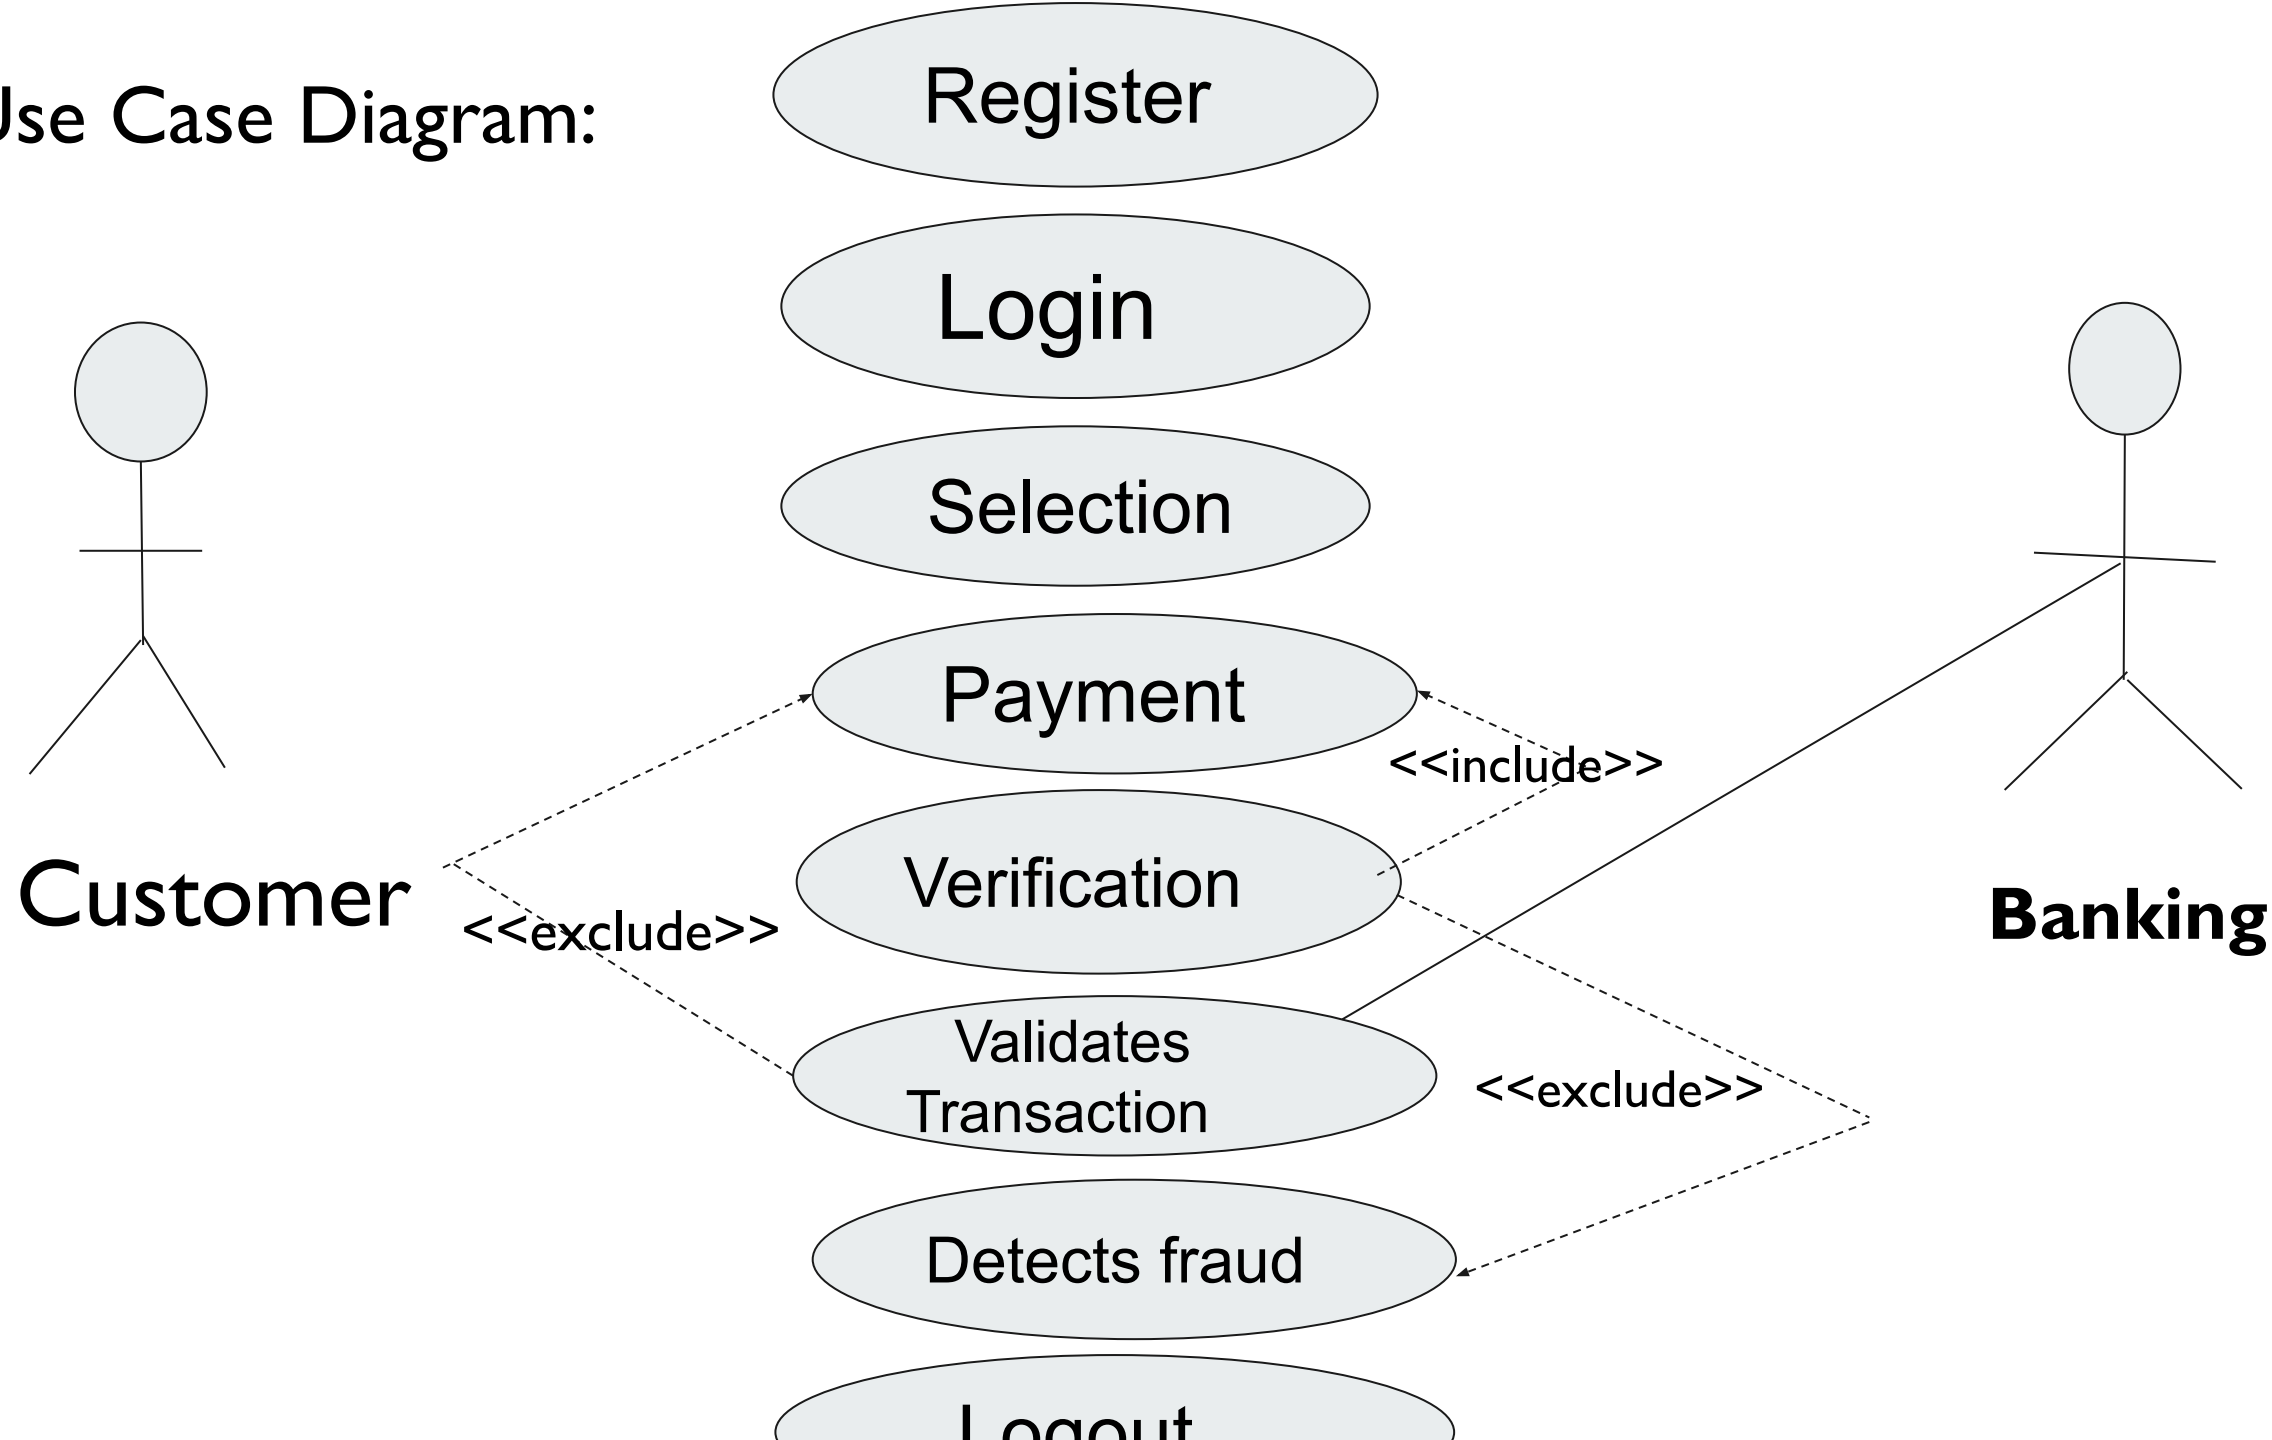 Use Case Diagram:
Register
Login
Selection
Payment
<<include>>
Verification
Customer
<<exclude>>
Banking
Validates
Transaction
<<exclude>>
Detects fraud
Logout